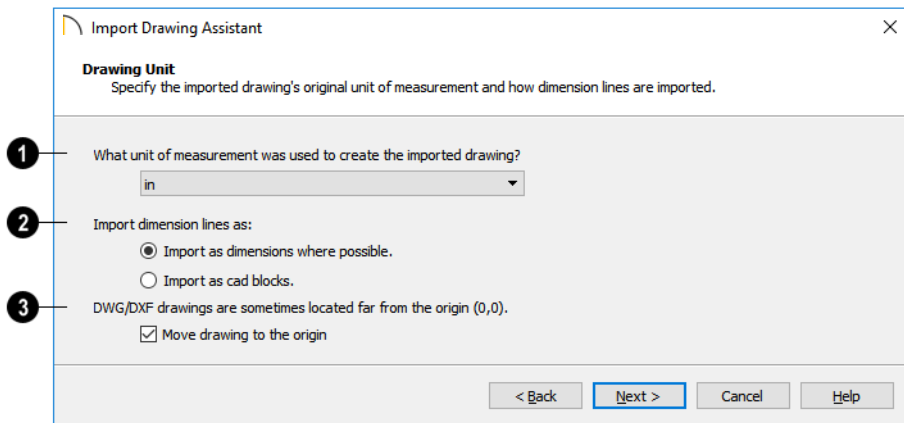 Import Drawing Assistant
Drawing Unit
Specify the imported drawing's original unit of measurement and how dimension lines are imported.
1 What unit of measurement was used to create the imported drawing?
in
2 Import dimension lines as:
Import as dimensions where possible.
Import as cad blocks.
3 DWG/DXF drawings are sometimes located far from the origin (0,0).
Move drawing to the origin
< Back Next > Cancel Help